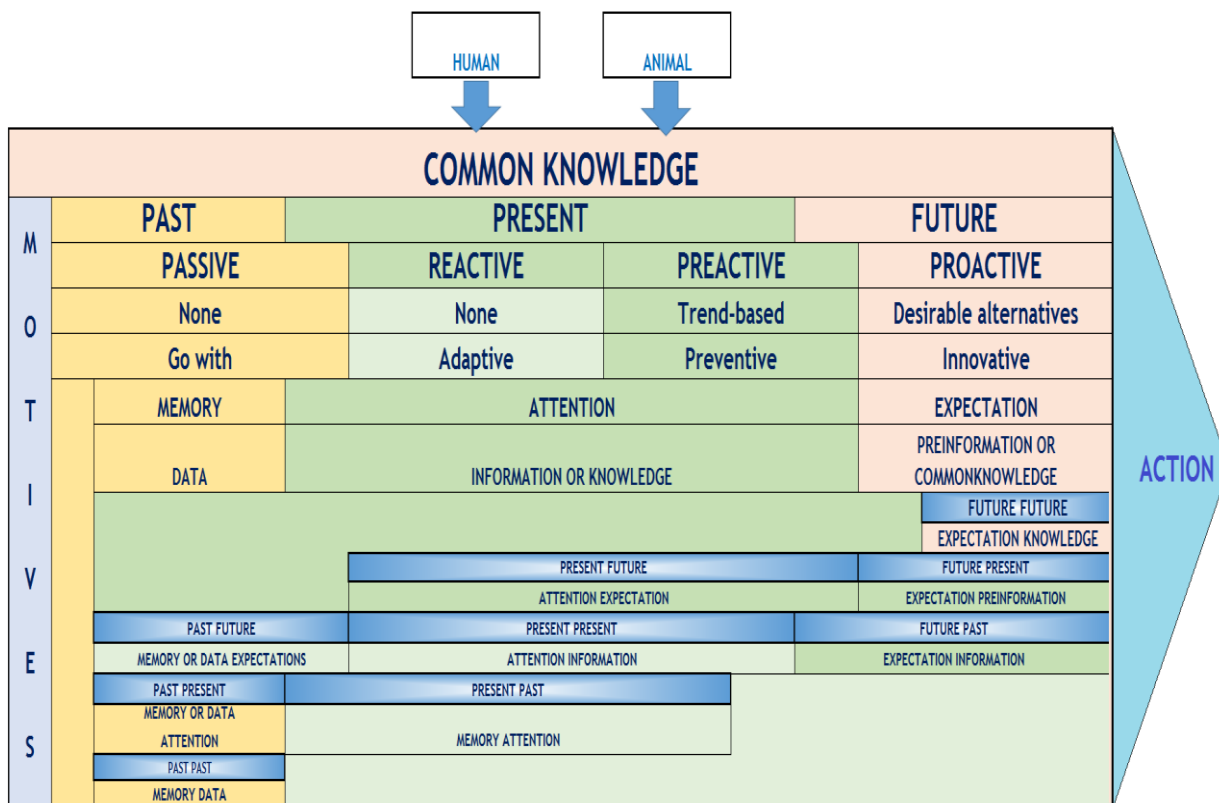 HUMAN ANIMAL
COMMON KNOWLEDGE
MOTIVES
PAST PRESENT FUTURE
PASSIVE REACTIVE PREACTIVE PROACTIVE
None None Trend-based Desirable alternatives
Go with Adaptive Preventive Innovative
MEMORY ATTENTION EXPECTATION
DATA INFORMATION OR KNOWLEDGE PREINFORMATION OR
COMMONKNOWLEDGE
ACTION
FUTURE FUTURE
EXPECTATION KNOWLEDGE
PRESENT FUTURE FUTURE PRESENT
ATTENTION EXPECTATION EXPECTATION PREINFORMATION
PAST FUTURE PRESENT PRESENT FUTURE PAST
MEMORY OR DATA EXPECTATIONS ATTENTION INFORMATION EXPECTATION INFORMATION
PAST PRESENT PRESENT PAST
MEMORY OR DATA
ATTENTION MEMORY ATTENTION
PAST PAST
MEMORY DATA